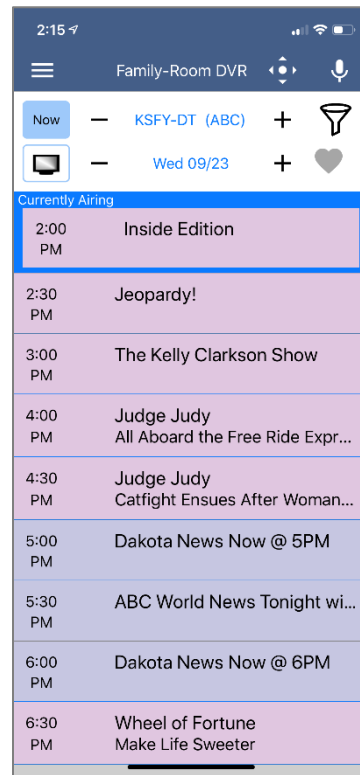 2:15
Family-Room DVR
Now
KSFY-DT (ABC)
Wed 09/23
Currently Airing
2:00 PM Inside Edition
2:30 PM Jeopardy!
3:00 PM The Kelly Clarkson Show
4:00 PM Judge Judy
All Aboard the Free Ride Expr...
4:30 PM Judge Judy
Catfight Ensues After Woman...
5:00 PM Dakota News Now @ 5PM
5:30 PM ABC World News Tonight wi...
6:00 PM Dakota News Now @ 6PM
6:30 PM Wheel of Fortune
Make Life Sweeter